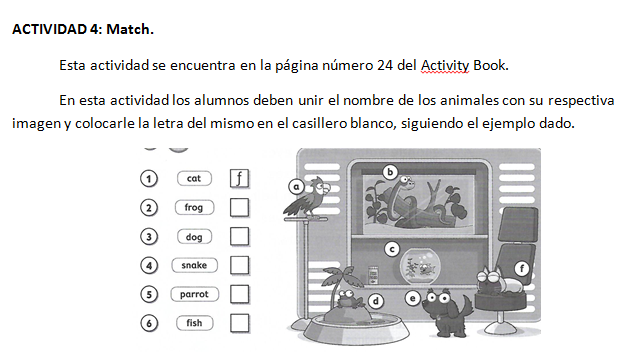 ACTIVIDAD 4: Match.
Esta actividad se encuentra en la página número 24 del Activity Book.
En esta actividad los alumnos deben unir el nombre de los animales con su respectiva
imagen y colocarle la letra del mismo en el casillero blanco, siguiendo el ejemplo dado.
1 cat f
2 frog
3 dog
4 snake
5 parrot
6 fish
a
b
c
d
e
f